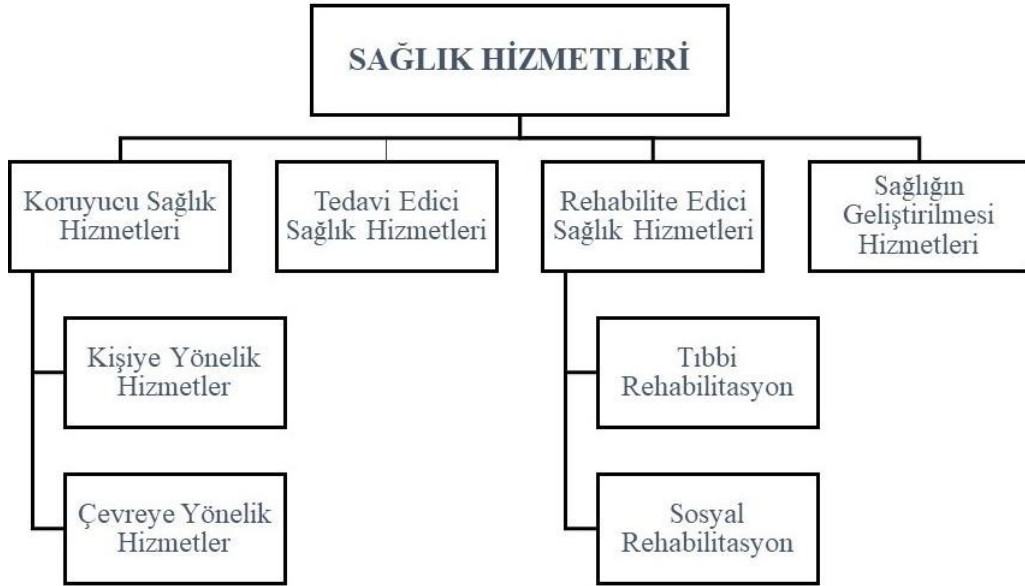 SAĞLIK HİZMETLERİ
Koruyucu Sağlık
Hizmetleri
Tedavi Edici
Sağlık Hizmetleri
Rehabilite Edici
Sağlık Hizmetleri
Sağlığın
Geliştirilmesi
Hizmetleri
Kişiye Yönelik
Hizmetler
Tıbbi
Rehabilitasyon
Çevreye Yönelik
Hizmetler
Sosyal
Rehabilitasyon